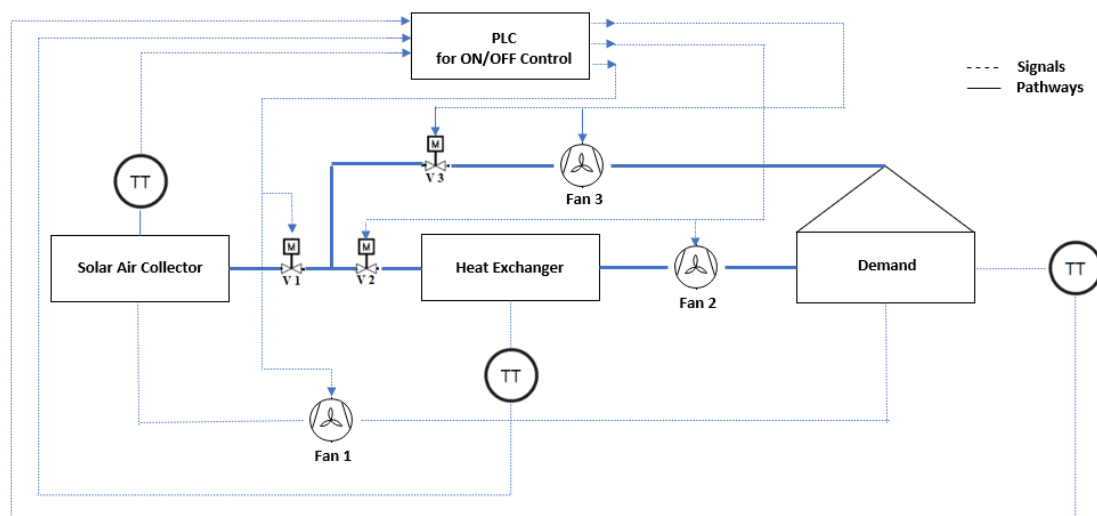 PLC
for ON/OFF Control
Signals
Pathways
M
TT
V 3
Fan 3
M
M
Solar Air Collector
V 1
V 2
Heat Exchanger
Fan 2
Demand
TT
TT
Fan 1